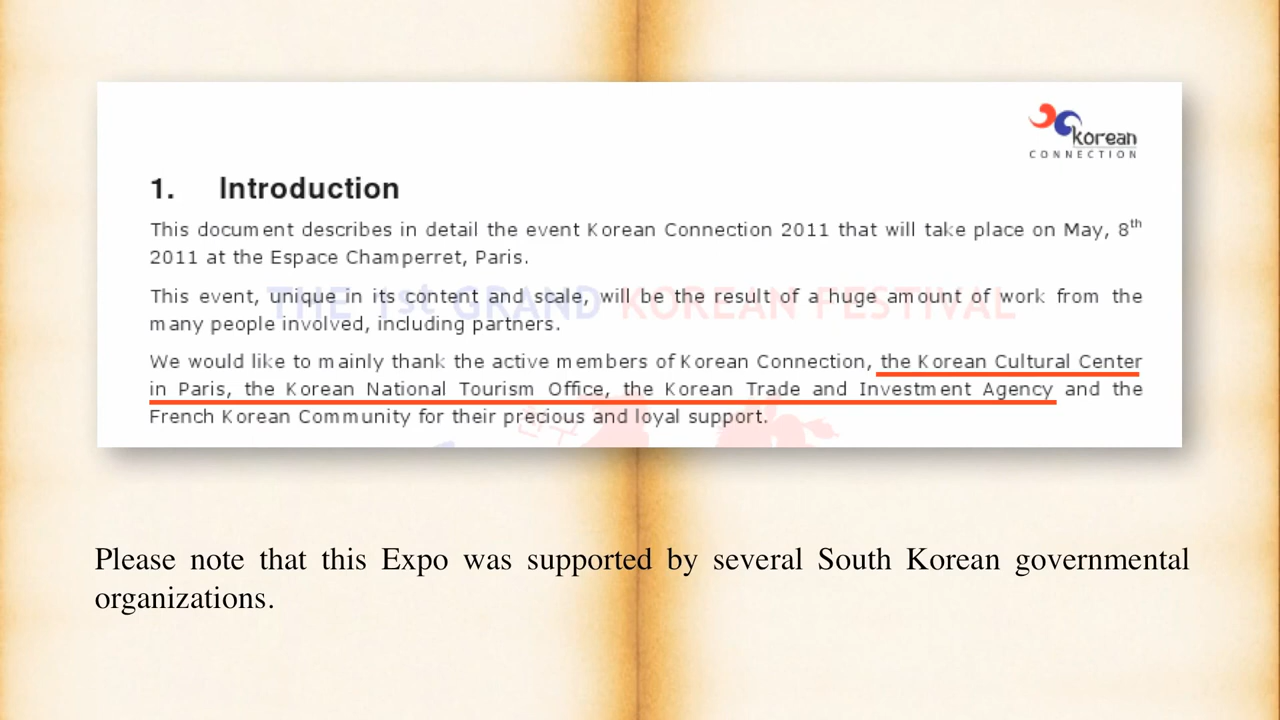 korean
CONNECTION
1. Introduction
This document describes in detail the event Korean Connection 2011 that will take place on May, 8th
2011 at the Espace Champerret, Paris.
THE 1st GRAND KOREAN FESTIVAL
This event, unique in its content and scale, will be the result of a huge amount of work from the
many people involved, including partners.
We would like to mainly thank the active members of Korean Connection, the Korean Cultural Center
in Paris, the Korean National Tourism Office, the Korean Trade and Investment Agency and the
French Korean Community for their precious and loyal support.
Please note that this Expo was supported by several South Korean governmental
organizations.